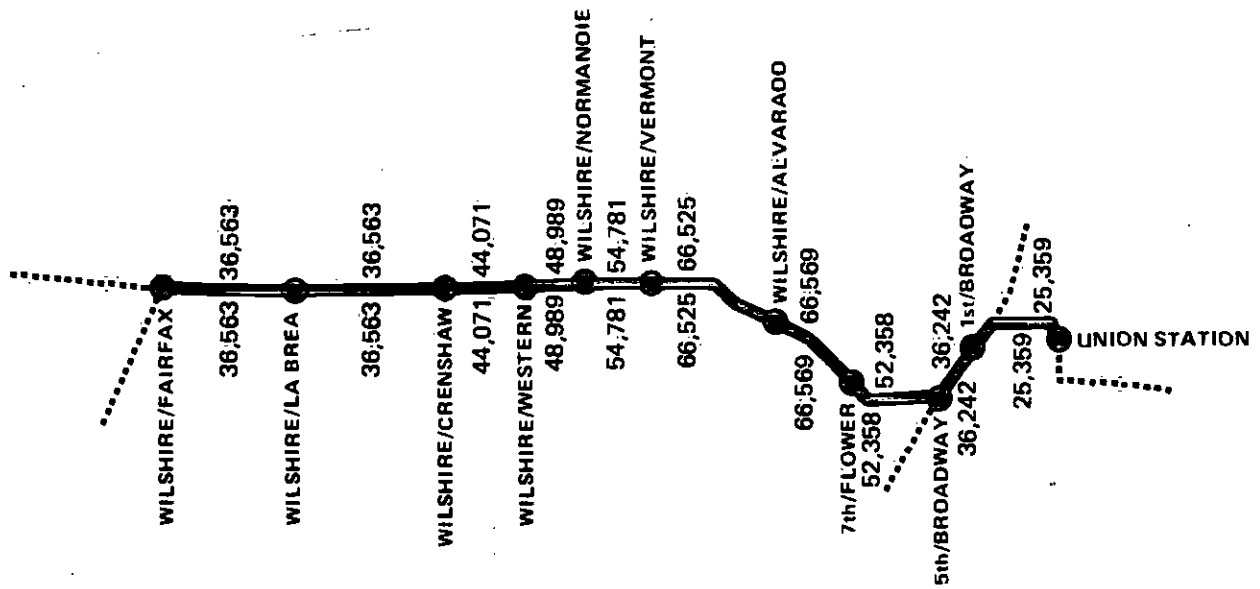 WILSHIRE/FAIRFAX
36,563
36,563
WILSHIRE/LA BREA
36,563
36,563
WILSHIRE/CRENSHAW
44,071
44,071
WILSHIRE/WESTERN
48,989
48,989
WILSHIRE/NORMANDIE
54,781
54,781
WILSHIRE/VERMONT
66,525
66,525
WILSHIRE/ALVARADO
66,569
66,569
7th/FLOWER
52,358
52,358
5th/BROADWAY
36,242
36,242
1st/BROADWAY
25,359
25,359
UNION STATION